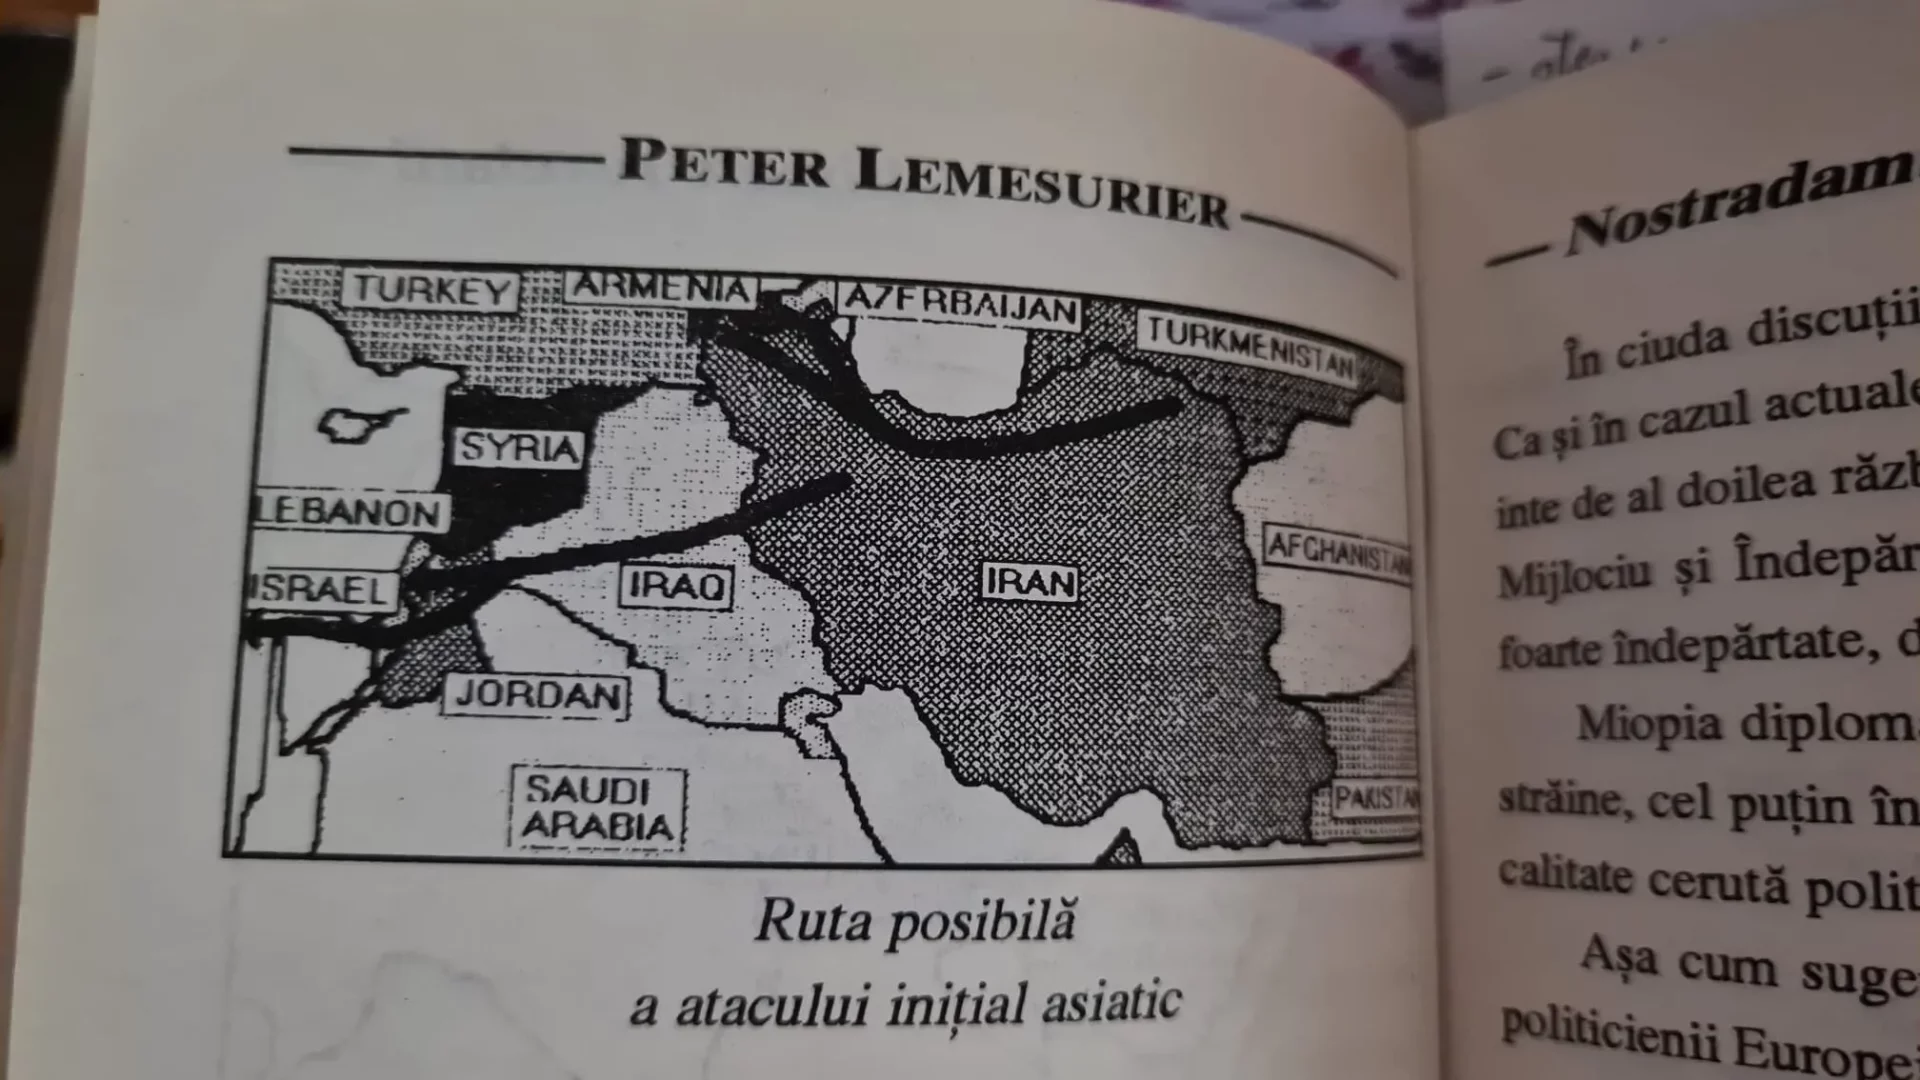 PETER LEMESURIER
TURKEY
ARMENIA
AZERBAIJAN
TURKMENISTAN
SYRIA
LEBANON
ISRAEL
IRAQ
IRAN
AFGHANISTAN
JORDAN
SAUDI
ARABIA
PAKISTAN
Ruta posibilă
a atacului inițial asiatic
Nostradam
În ciuda discuții
Ca și în cazul actuale
inte de al doilea răzb
Mijlociu și Îndepăr
foarte îndepărtate, d
Miopia diplom
străine, cel puțin în
calitate cerută polit
Așa cum suge
politicienii Europe